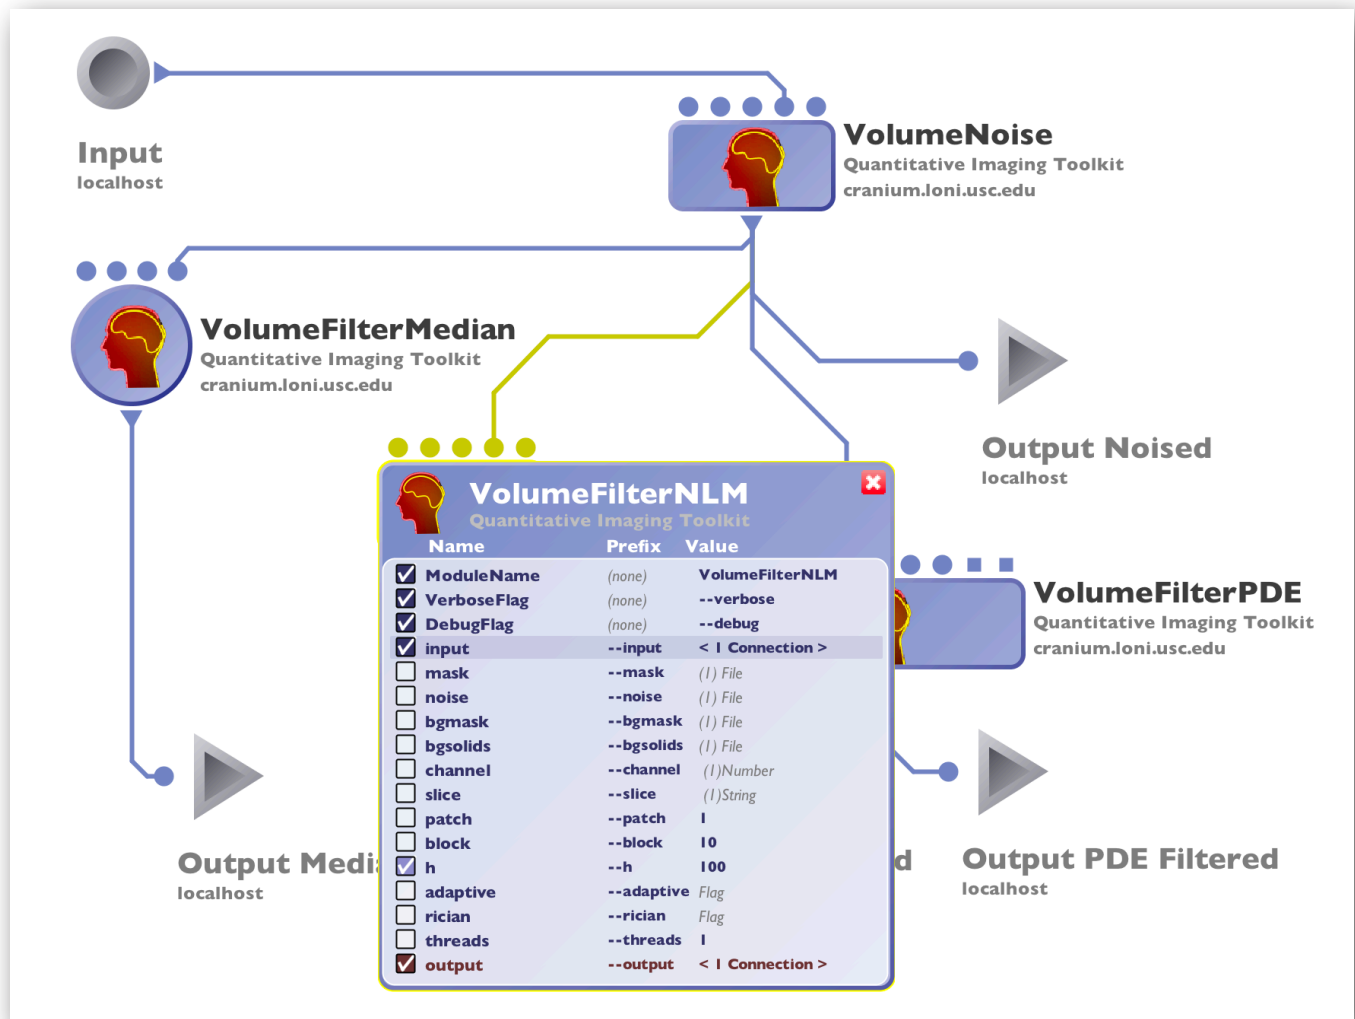 Input
localhost
VolumeNoise
Quantitative Imaging Toolkit
cranium.loni.usc.edu
VolumeFilterMedian
Quantitative Imaging Toolkit
cranium.loni.usc.edu
Output Noised
localhost
VolumeFilterNLM
Quantitative Imaging Toolkit
Name Prefix Value
ModuleName (none) VolumeFilterNLM
VerboseFlag (none) --verbose
DebugFlag (none) --debug
input --input < 1 Connection >
mask --mask (1) File
noise --noise (1) File
bgmask --bgmask (1) File
bgsolids --bgsolids (1) File
channel --channel (1)Number
slice --slice (1)String
patch --patch 1
block --block 10
h --h 100
adaptive --adaptive Flag
rician --rician Flag
threads --threads 1
output --output < 1 Connection >
VolumeFilterPDE
Quantitative Imaging Toolkit
cranium.loni.usc.edu
Output Medi
localhost
d
Output PDE Filtered
localhost